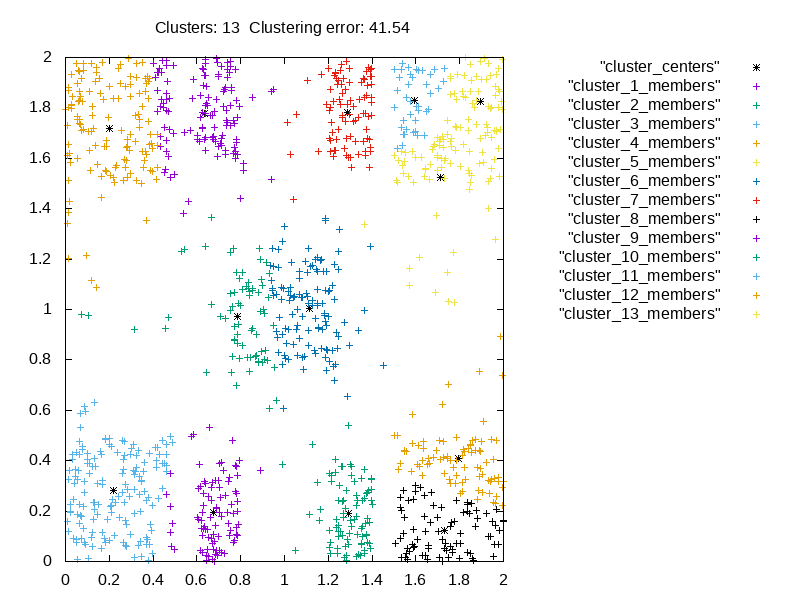 Clusters: 13  Clustering error: 41.54
"cluster_centers"
"cluster_1_members"
"cluster_2_members"
"cluster_3_members"
"cluster_4_members"
"cluster_5_members"
"cluster_6_members"
"cluster_7_members"
"cluster_8_members"
"cluster_9_members"
"cluster_10_members"
"cluster_11_members"
"cluster_12_members"
"cluster_13_members"
2
1.8
1.6
1.4
1.2
1
0.8
0.6
0.4
0.2
0
0 0.2 0.4 0.6 0.8 1 1.2 1.4 1.6 1.8 2